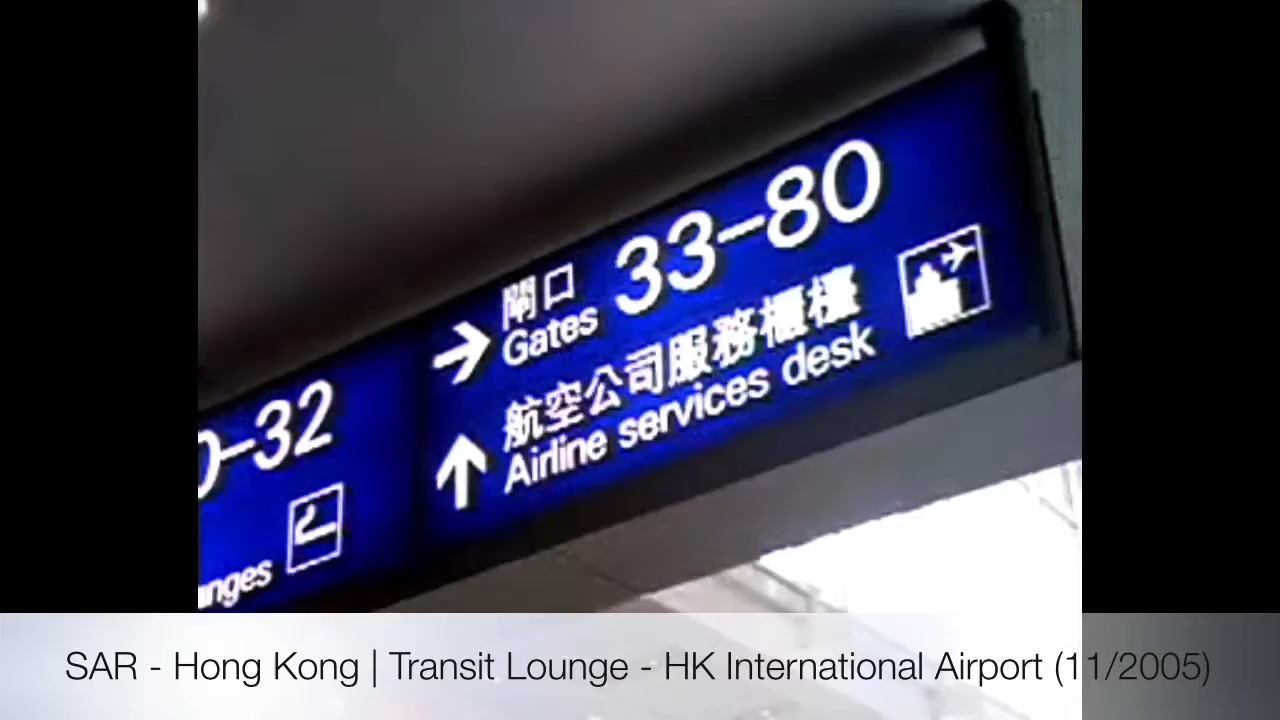 閘口
Gates 33-80
航空公司服務櫃檯
Airline services desk
-32
SAR - Hong Kong | Transit Lounge - HK International Airport (11/2005)